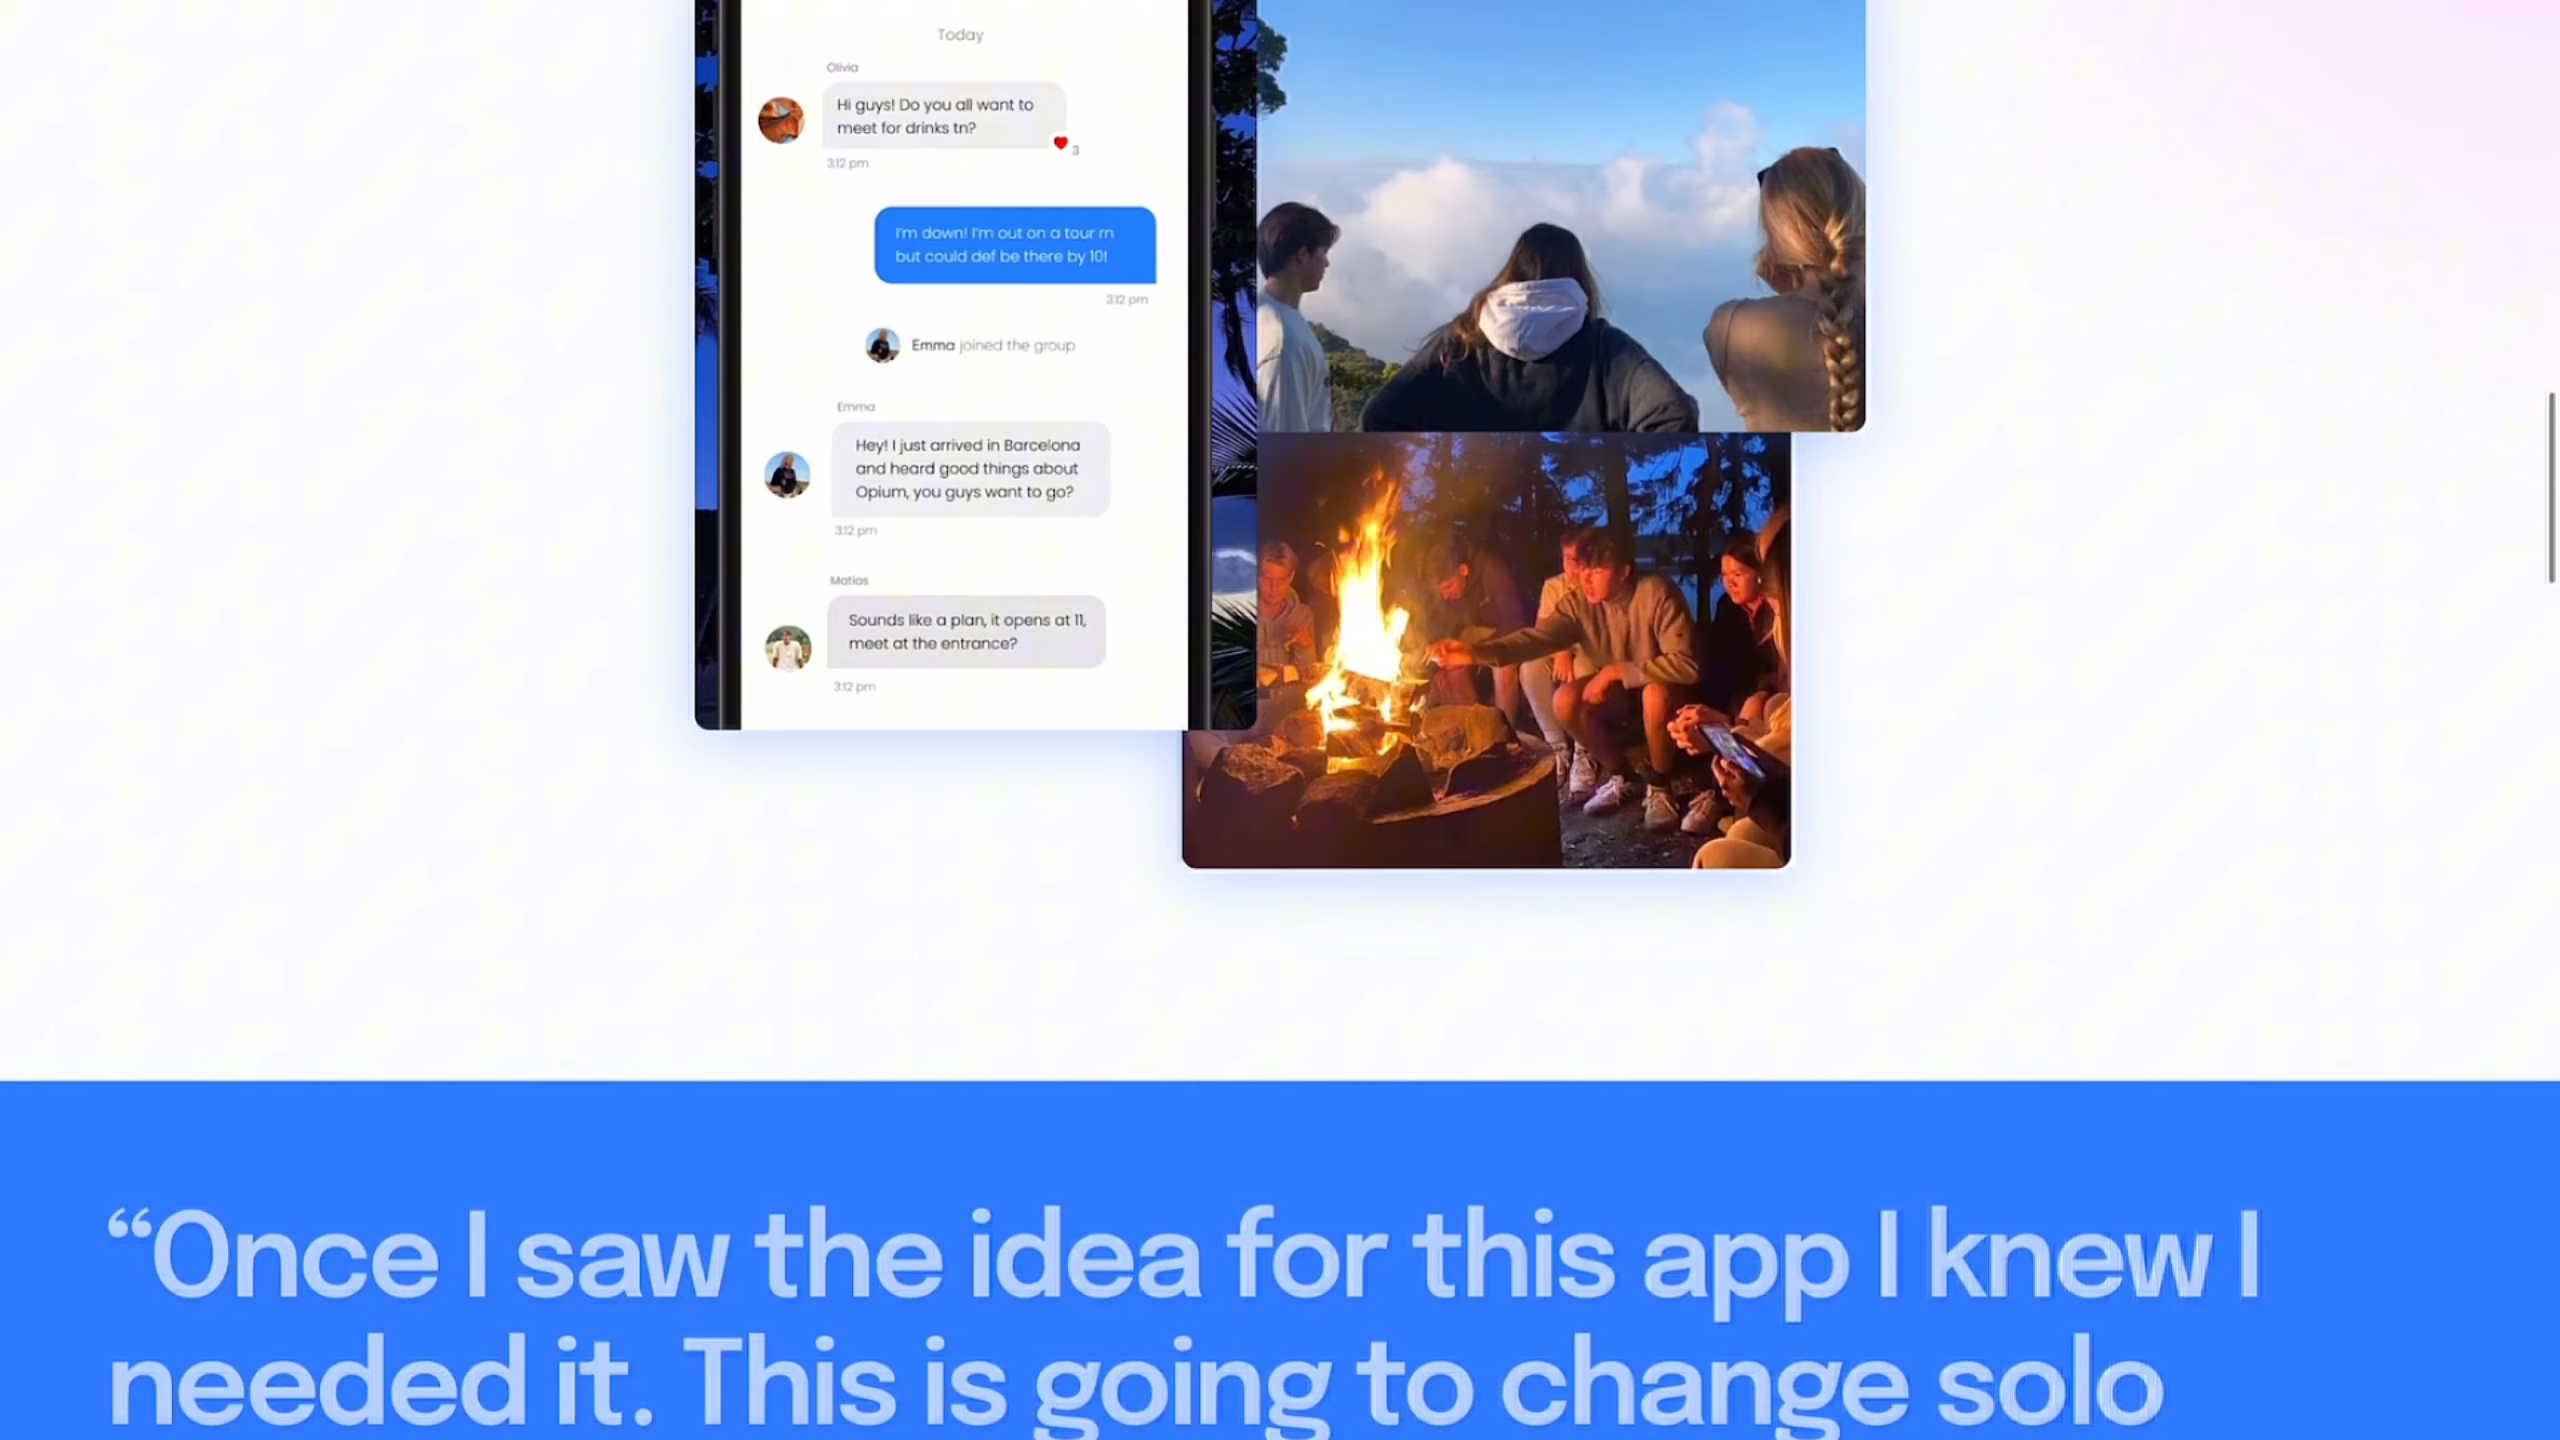 Today
Olivia
Hi guys! Do you all want to
meet for drinks tn?
3
3:12 pm
I'm down! I'm out on a tour rn
but could def be there by 10!
3:12 pm
Emma joined the group
Emma
Hey! I just arrived in Barcelona
and heard good things about
Opium, you guys want to go?
3:12 pm
Matias
Sounds like a plan, it opens at 11,
meet at the entrance?
3:12 pm
“Once I saw the idea for this app I knew I
needed it. This is going to change solo